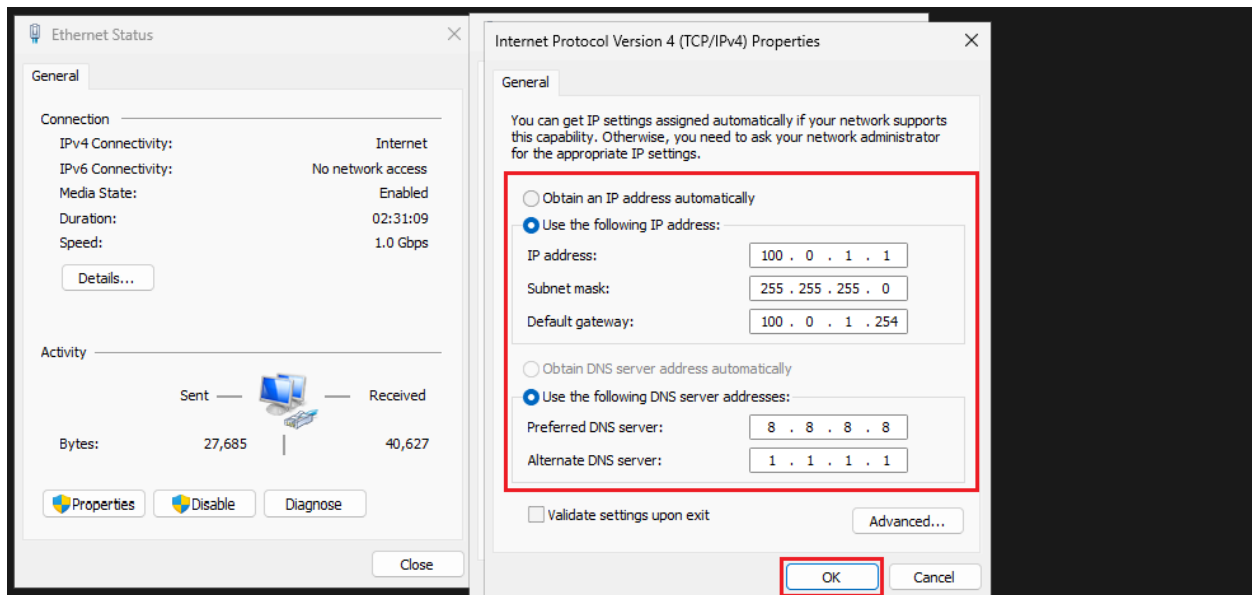 Ethernet Status
General
Connection
IPv4 Connectivity: Internet
IPv6 Connectivity: No network access
Media State: Enabled
Duration: 02:31:09
Speed: 1.0 Gbps
Details...
Activity
Sent Received
Bytes: 27,685 40,627
Properties Disable Diagnose
Close
Internet Protocol Version 4 (TCP/IPv4) Properties
General
You can get IP settings assigned automatically if your network supports
this capability. Otherwise, you need to ask your network administrator
for the appropriate IP settings.
Obtain an IP address automatically
Use the following IP address:
IP address: 100 . 0 . 1 . 1
Subnet mask: 255 . 255 . 255 . 0
Default gateway: 100 . 0 . 1 . 254
Obtain DNS server address automatically
Use the following DNS server addresses:
Preferred DNS server: 8 . 8 . 8 . 8
Alternate DNS server: 1 . 1 . 1 . 1
Validate settings upon exit
Advanced...
OK Cancel